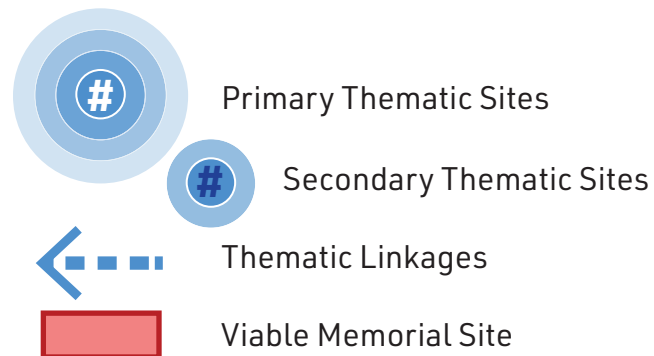 # Primary Thematic Sites
# Secondary Thematic Sites
Thematic Linkages
Viable Memorial Site